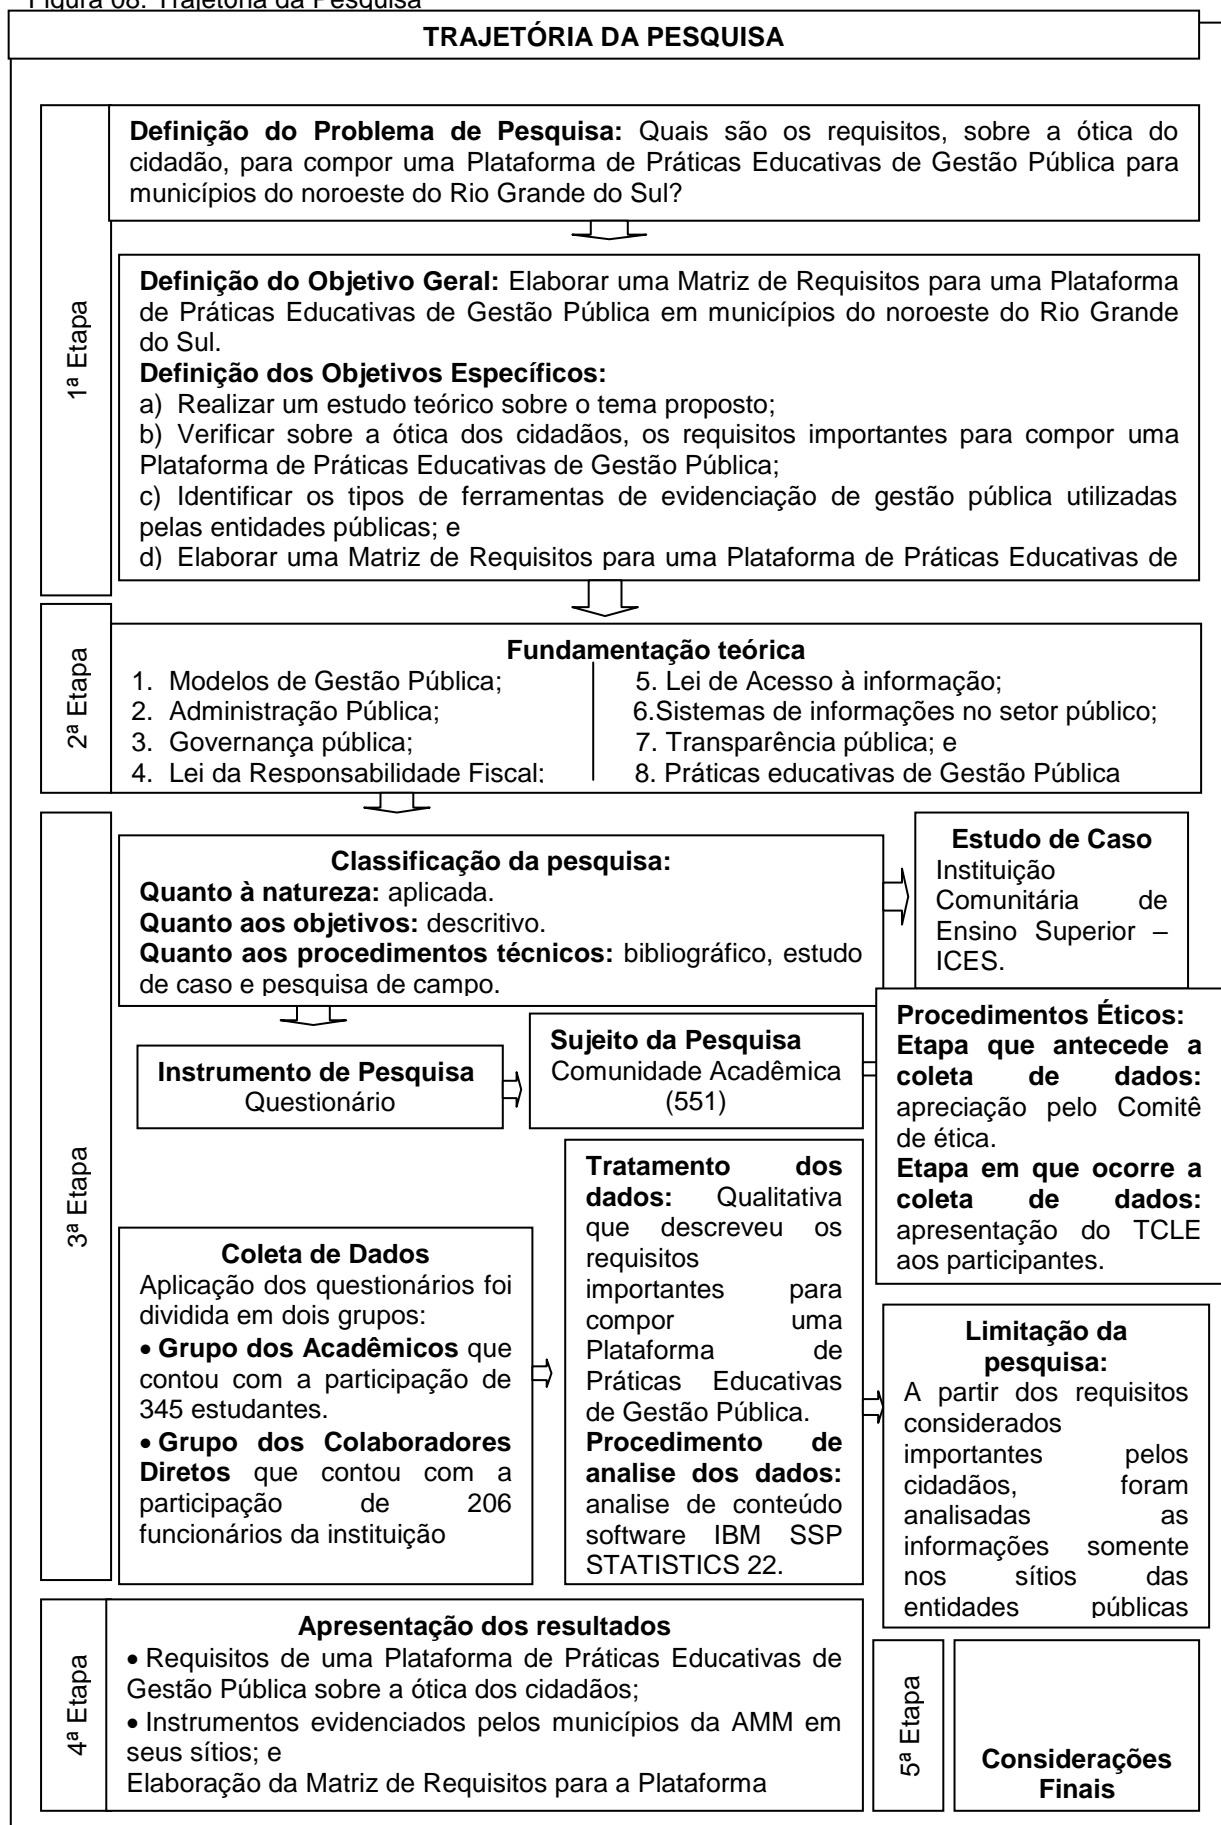 Figura 08: Trajetória da Pesquisa
TRAJETÓRIA DA PESQUISA
1ª Etapa
Definição do Problema de Pesquisa: Quais são os requisitos, sobre a ótica do
cidadão, para compor uma Plataforma de Práticas Educativas de Gestão Pública para
municípios do noroeste do Rio Grande do Sul?
Definição do Objetivo Geral: Elaborar uma Matriz de Requisitos para uma Plataforma
de Práticas Educativas de Gestão Pública em municípios do noroeste do Rio Grande
do Sul.
Definição dos Objetivos Específicos:
a) Realizar um estudo teórico sobre o tema proposto;
b) Verificar sobre a ótica dos cidadãos, os requisitos importantes para compor uma
Plataforma de Práticas Educativas de Gestão Pública;
c) Identificar os tipos de ferramentas de evidenciação de gestão pública utilizadas
pelas entidades públicas; e
d) Elaborar uma Matriz de Requisitos para uma Plataforma de Práticas Educativas de
2ª Etapa
Fundamentação teórica
1. Modelos de Gestão Pública;
2. Administração Pública;
3. Governança pública;
4. Lei da Responsabilidade Fiscal;
5. Lei de Acesso à informação;
6.Sistemas de informações no setor público;
7. Transparência pública; e
8. Práticas educativas de Gestão Pública
3ª Etapa
Classificação da pesquisa:
Quanto à natureza: aplicada.
Quanto aos objetivos: descritivo.
Quanto aos procedimentos técnicos: bibliográfico, estudo
de caso e pesquisa de campo.
Estudo de Caso
Instituição
Comunitária de
Ensino Superior –
ICES.
Instrumento de Pesquisa
Questionário
Sujeito da Pesquisa
Comunidade Acadêmica
(551)
Procedimentos Éticos:
Etapa que antecede a
coleta de dados:
apreciação pelo Comitê
de ética.
Etapa em que ocorre a
coleta de dados:
apresentação do TCLE
aos participantes.
Coleta de Dados
Aplicação dos questionários foi
dividida em dois grupos:
• Grupo dos Acadêmicos que
contou com a participação de
345 estudantes.
• Grupo dos Colaboradores
Diretos que contou com a
participação de 206
funcionários da instituição
Tratamento dos
dados: Qualitativa
que descreveu os
requisitos
importantes para
compor uma
Plataforma de
Práticas Educativas
de Gestão Pública.
Procedimento de
analise dos dados:
analise de conteúdo
software IBM SSP
STATISTICS 22.
Limitação da
pesquisa:
A partir dos requisitos
considerados
importantes pelos
cidadãos, foram
analisadas as
informações somente
nos sítios das
entidades públicas
4ª Etapa
Apresentação dos resultados
• Requisitos de uma Plataforma de Práticas Educativas de
Gestão Pública sobre a ótica dos cidadãos;
• Instrumentos evidenciados pelos municípios da AMM em
seus sítios; e
Elaboração da Matriz de Requisitos para a Plataforma
5ª Etapa
Considerações
Finais